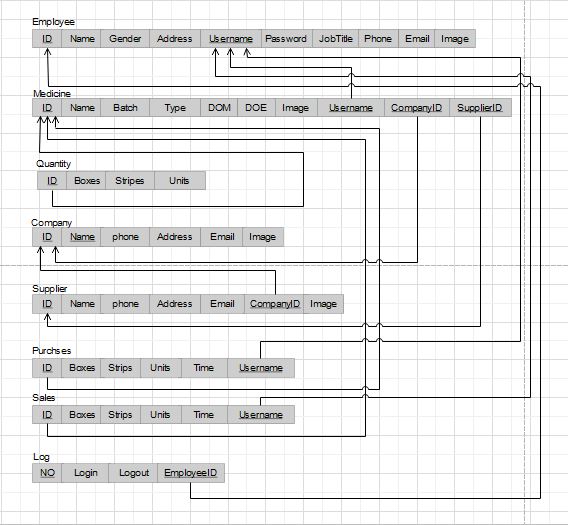 Employee
ID Name Gender Address Username Password JobTitle Phone Email Image
Medicine
ID Name Batch Type DOM DOE Image Username CompanyID SupplierID
Quantity
ID Boxes Stripes Units
Company
ID Name phone Address Email Image
Supplier
ID Name phone Address Email CompanyID Image
Purchses
ID Boxes Strips Units Time Username
Sales
ID Boxes Strips Units Time Username
Log
NO Login Logout EmployeeID